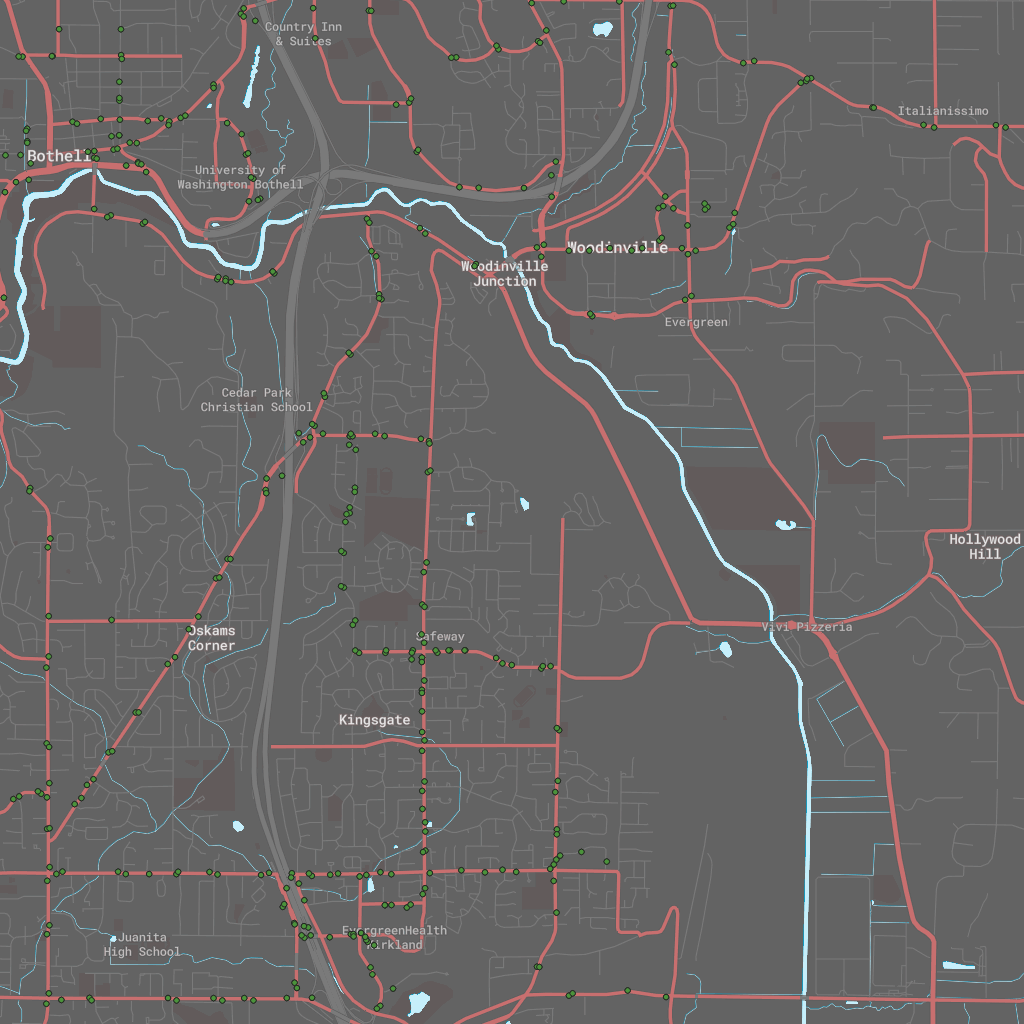 Country Inn
& Suites
Italianissimo
Bothell
University of
Washington Bothell
Woodinville
Woodinville
Junction
Evergreen
Cedar Park
Christian School
Hollywood
Hill
Vivi Pizzeria
Jskams
Corner
Safeway
Kingsgate
EvergreenHealth
Kirkland
Juanita
High School